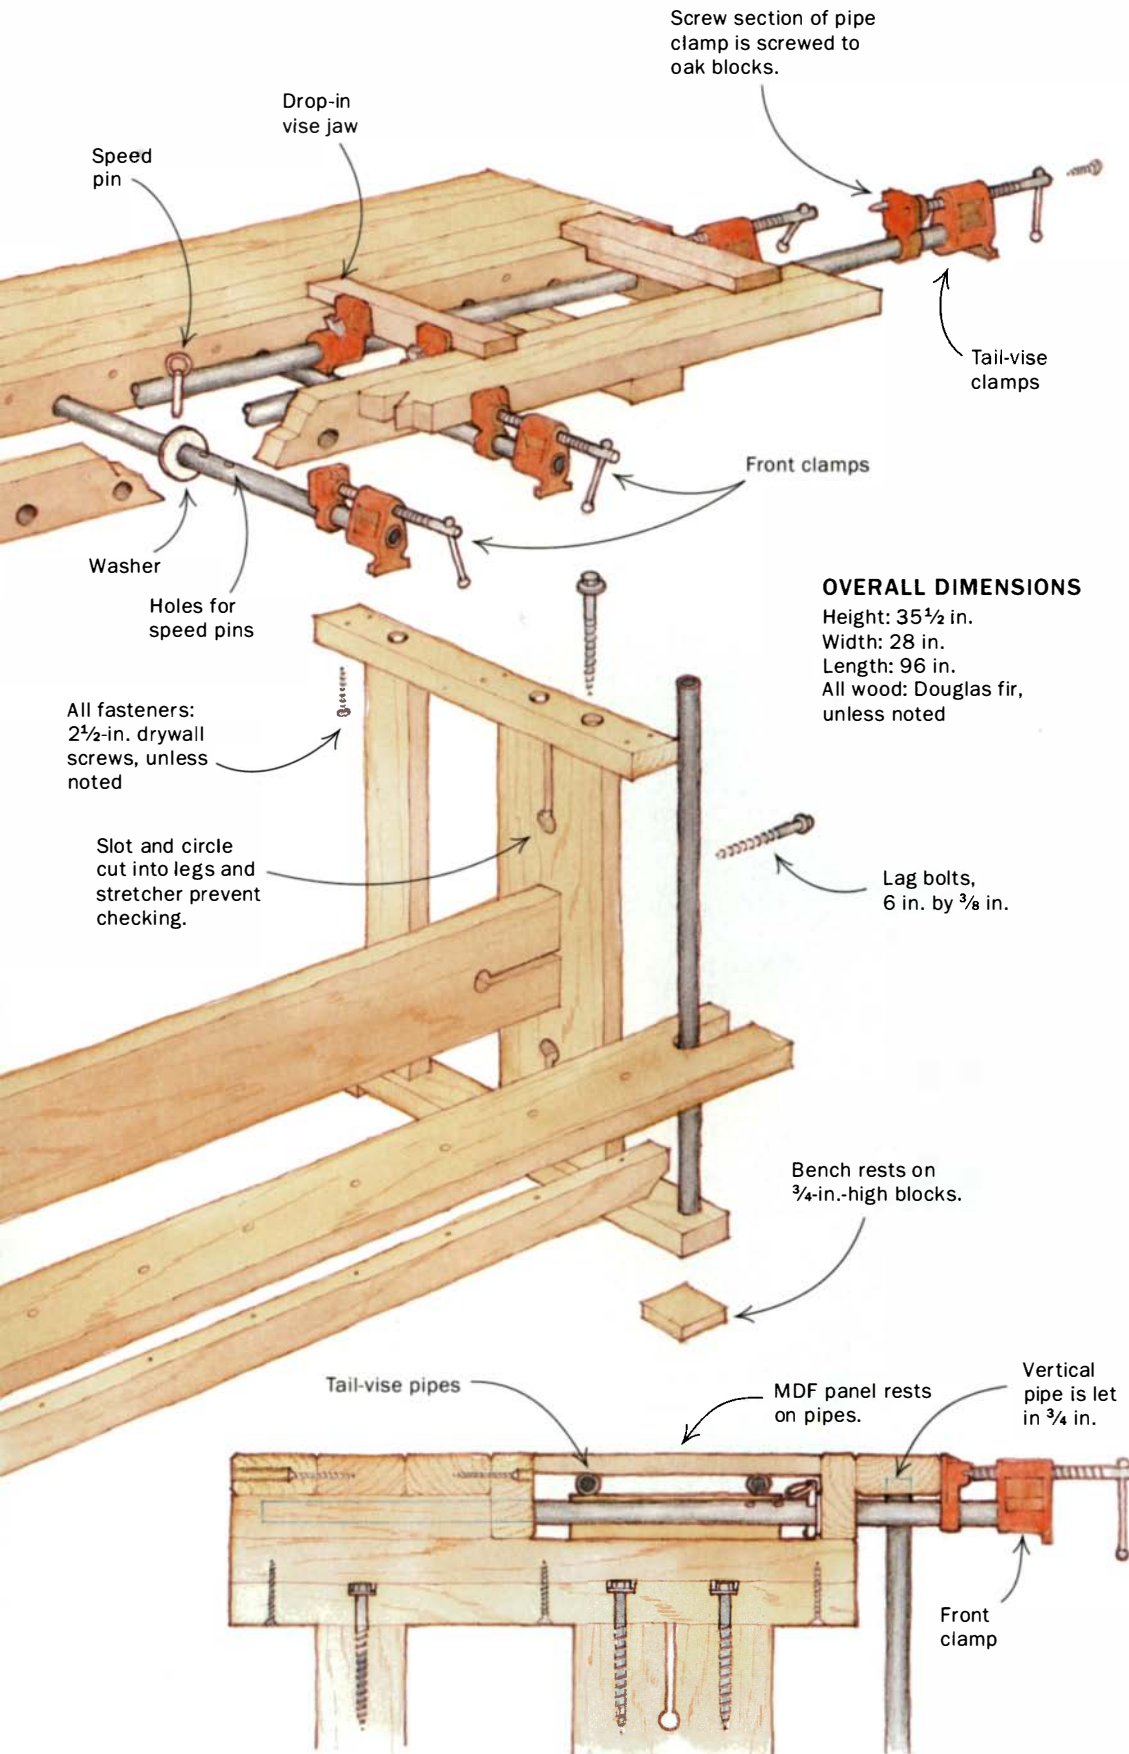 Screw section of pipe
clamp is screwed to
oak blocks.
Drop-in
vise jaw
Speed
pin
Tail-vise
clamps
Front clamps
Washer
Holes for
speed pins
OVERALL DIMENSIONS
Height: 35½ in.
Width: 28 in.
Length: 96 in.
All wood: Douglas fir,
unless noted
All fasteners:
2½-in. drywall
screws, unless
noted
Slot and circle
cut into legs and
stretcher prevent
checking.
Lag bolts,
6 in. by ⅜ in.
Bench rests on
¾-in.-high blocks.
Tail-vise pipes
MDF panel rests
on pipes.
Vertical
pipe is let
in ¾ in.
Front
clamp